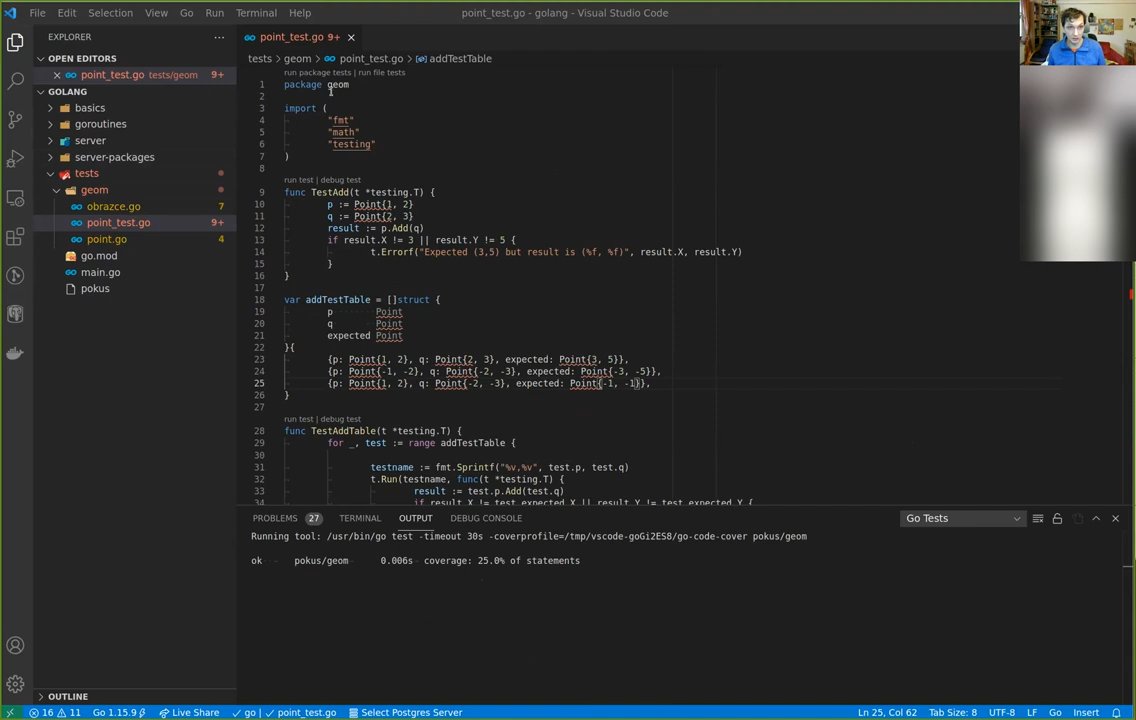 File Edit Selection View Go Run Terminal Help point_test.go - golang - Visual Studio Code
EXPLORER ···
OPEN EDITORS
point_test.go tests/geom 9+
GOLANG
basics
goroutines
server
server-packages
tests
geom
obrazce.go 7
point_test.go 9+
point.go 4
go.mod
main.go
pokus
OUTLINE
point_test.go 9+
tests > geom > point_test.go > addTestTable
run package tests | run file tests
1 package geom
2
3 import (
4 "fmt"
5 "math"
6 "testing"
7 )
8
run test | debug test
9 func TestAdd(t *testing.T) {
10 p := Point{1, 2}
11 q := Point{2, 3}
12 result := p.Add(q)
13 if result.X != 3 || result.Y != 5 {
14 t.Errorf("Expected (3,5) but result is (%f, %f)", result.X, result.Y)
15 }
16 }
17
18 var addTestTable = []struct {
19 p Point
20 q Point
21 expected Point
22 }{
23 {p: Point{1, 2}, q: Point{2, 3}, expected: Point{3, 5}},
24 {p: Point{-1, -2}, q: Point{-2, -3}, expected: Point{-3, -5}},
25 {p: Point{1, 2}, q: Point{-2, -3}, expected: Point{-1, -1}},
26 }
27
run test | debug test
28 func TestAddTable(t *testing.T) {
29 for _, test := range addTestTable {
30
31 testname := fmt.Sprintf("%v,%v", test.p, test.q)
32 t.Run(testname, func(t *testing.T) {
33 result := test.p.Add(test.q)
34 if result.X != test.expected.X || result.Y != test.expected.Y {
PROBLEMS 27 TERMINAL OUTPUT DEBUG CONSOLE Go Tests
Running tool: /usr/bin/go test -timeout 30s -coverprofile=/tmp/vscode-goGi2ES8/go-code-cover pokus/geom
ok pokus/geom 0.006s coverage: 25.0% of statements
16 11 Go 1.15.9 Live Share go | point_test.go Select Postgres Server Ln 25, Col 62 Tab Size: 8 UTF-8 LF Go Insert